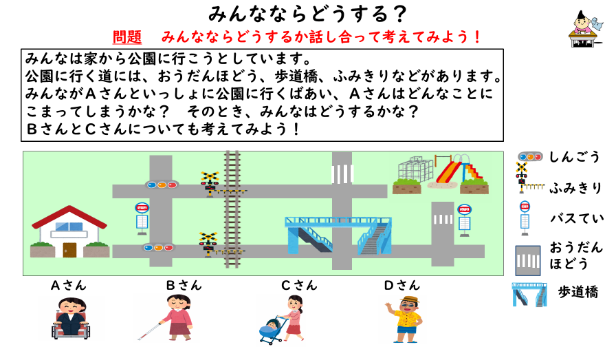 みんなならどうする？
問題　みんなならどうするか話し合って考えてみよう！
みんなは家から公園に行こうとしています。
公園に行く道には、おうだんほどう、歩道橋、ふみきりなどがあります。
みんながＡさんといっしょに公園に行くばあい、Ａさんはどんなことに
こまってしまうかな？　そのとき、みんなはどうするかな？
ＢさんとＣさんについても考えてみよう！
しんごう
ふみきり
バスてい
おうだん
ほどう
歩道橋
Ａさん
Ｂさん
Ｃさん
Ｄさん